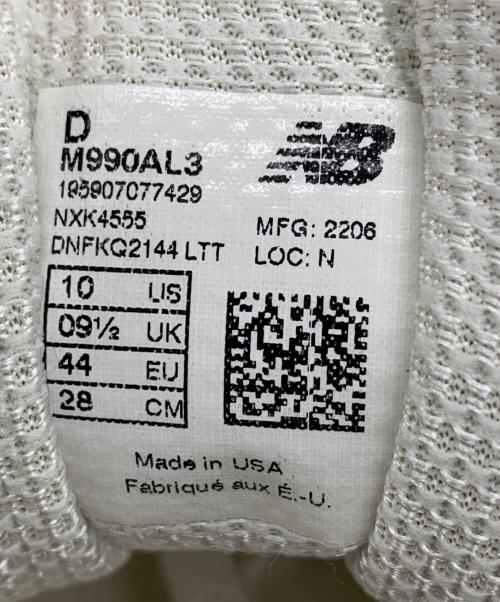 D
M990AL3
NB
195907077429
NXK4555
DNFKQ2144 LTT
MFG: 2206
LOC: N
10 US
09½ UK
44 EU
28 CM
Made in USA
Fabriqué aux É.-U.